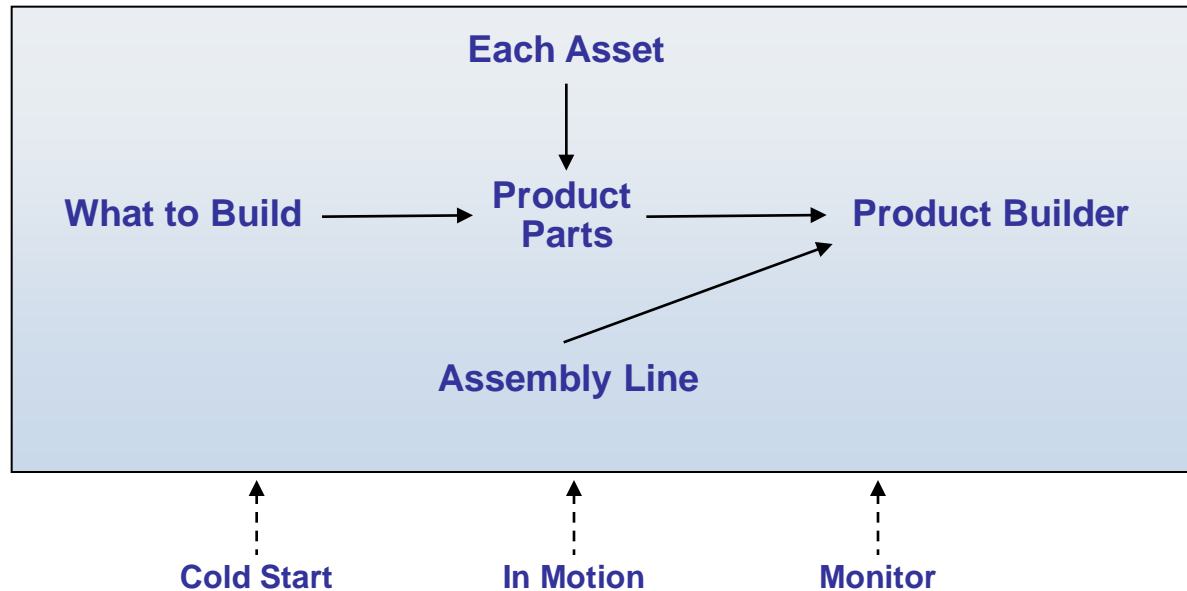 Each Asset
What to Build
Product
Parts
Product Builder
Assembly Line
Cold Start
In Motion
Monitor